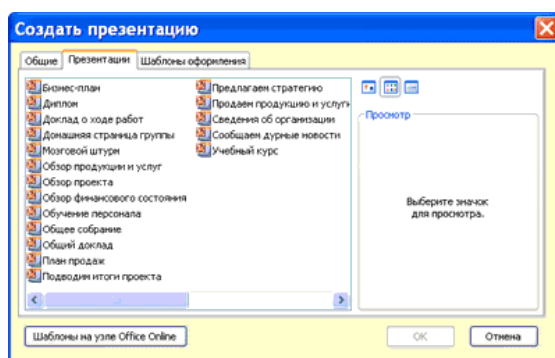 Создать презентацию
Общие
Презентации
Шаблоны оформления
Бизнес-план
Диплом
Доклад о ходе работ
Домашняя страница группы
Мозговой штурм
Обзор продукции и услуг
Обзор проекта
Обзор финансового состояния
Обучение персонала
Общее собрание
Общий доклад
План продаж
Подводим итоги проекта
Предлагаем стратегию
Продаем продукцию и услуги
Сведения об организации
Сообщаем дурные новости
Учебный курс
Просмотр
Выберите значок
для просмотра.
Шаблоны на узле Office Online
ОК
Отмена